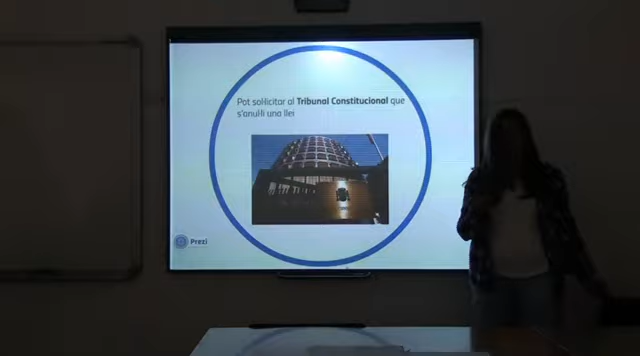 Pot sol·licitar al Tribunal Constitucional que
s'anul·li una llei
Prezi